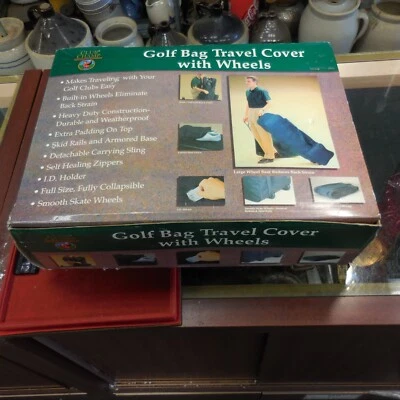 Golf Bag Travel Cover
with Wheels
• Makes Traveling with Your
Golf Clubs Easy
• Built-in Wheels Eliminate
Back Strain
• Heavy Duty Construction-
Durable and Weatherproof
• Extra Padding On Top
• Skid Rails and Armored Base
• Detachable Carrying Sling
• Self Healing Zippers
• I.D. Holder
• Full Size, Fully Collapsible
• Smooth Skate Wheels
Golf Bag Travel Cover
with Wheels